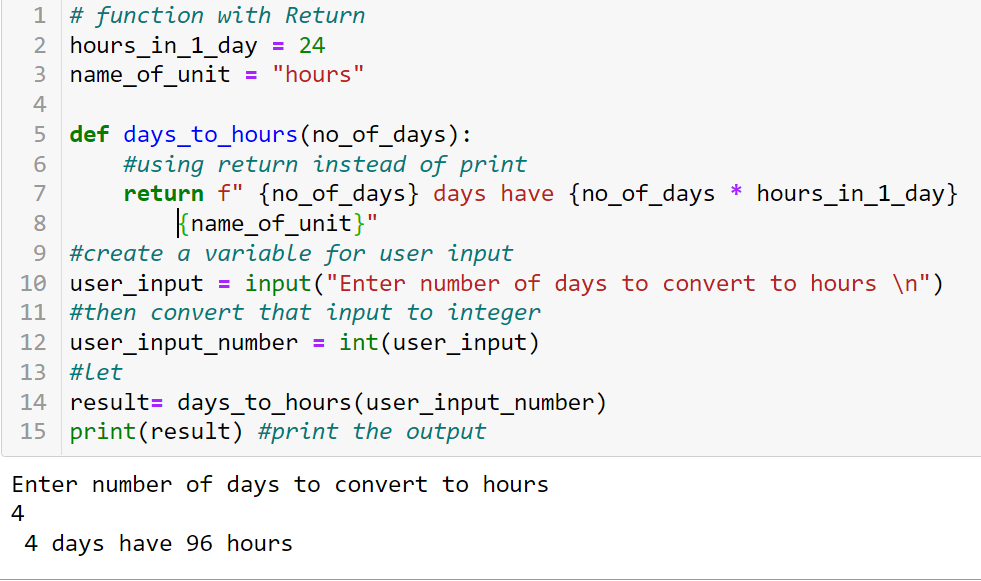 1 # function with Return
2 hours_in_1_day = 24
3 name_of_unit = "hours"
4
5 def days_to_hours(no_of_days):
6     #using return instead of print
7     return f" {no_of_days} days have {no_of_days * hours_in_1_day}
8         {name_of_unit}"
9 #create a variable for user input
10 user_input = input("Enter number of days to convert to hours \n")
11 #then convert that input to integer
12 user_input_number = int(user_input)
13 #let
14 result= days_to_hours(user_input_number)
15 print(result) #print the output
Enter number of days to convert to hours
4
 4 days have 96 hours